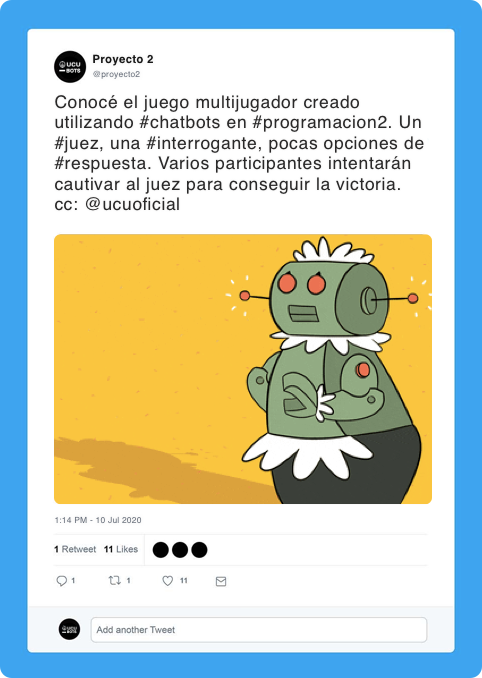 UCU
BOTS
Proyecto 2
@proyecto2
Conocé el juego multijugador creado
utilizando #chatbots en #programacion2. Un
#juez, una #interrogante, pocas opciones de
#respuesta. Varios participantes intentarán
cautivar al juez para conseguir la victoria.
cc: @ucuoficial
1:14 PM - 10 Jul 2020
1 Retweet 11 Likes
1 1 11
UCU
BOTS
Add another Tweet